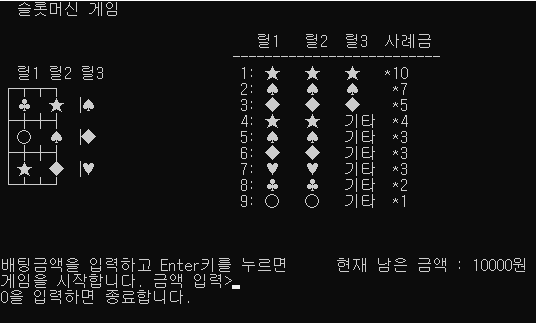 슬롯머신 게임
릴1 릴2 릴3 사례금
릴1 릴2 릴3
♣ ★ |♠
○ ♠ |◆
★ ◆ |♥
1: ★ ★ ★ *10
2: ♠ ♠ ♠ *7
3: ◆ ◆ ◆ *5
4: ★ ★ 기타 *4
5: ♠ ♠ 기타 *3
6: ◆ ◆ 기타 *3
7: ♥ ♥ 기타 *3
8: ♣ ♣ 기타 *2
9: ○ ○ 기타 *1
배팅금액을 입력하고 Enter키를 누르면 현재 남은 금액 : 10000원
게임을 시작합니다. 금액 입력>_
0을 입력하면 종료합니다.